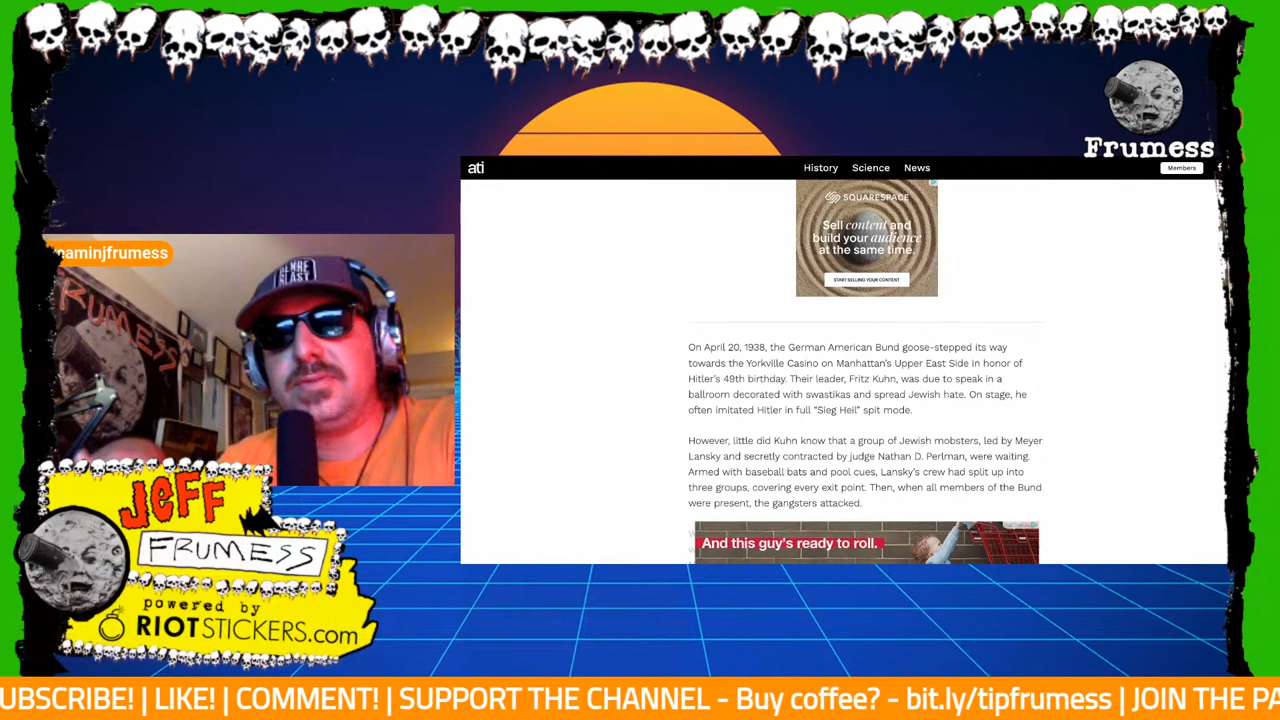 Frumess
ati
History Science News
Members
f
SQUARESPACE
Sell content and
build your audience
at the same time.
START SELLING YOUR CONTENT
aminjfrumess
GENRE
BLAST
FRUMESS
On April 20, 1938, the German American Bund goose-stepped its way
towards the Yorkville Casino on Manhattan's Upper East Side in honor of
Hitler's 49th birthday. Their leader, Fritz Kuhn, was due to speak in a
ballroom decorated with swastikas and spread Jewish hate. On stage, he
often imitated Hitler in full "Sieg Heil" spit mode.
However, little did Kuhn know that a group of Jewish mobsters, led by Meyer
Lansky and secretly contracted by judge Nathan D. Perlman, were waiting.
Armed with baseball bats and pool cues, Lansky's crew had split up into
three groups, covering every exit point. Then, when all members of the Bund
were present, the gangsters attacked.
And this guy's ready to roll.
JEFF
FRUMESS
powered by
RIOTSTICKERS.com
UBSCRIBE! | LIKE! | COMMENT! | SUPPORT THE CHANNEL - Buy coffee? - bit.ly/tipfrumess | JOIN THE PA